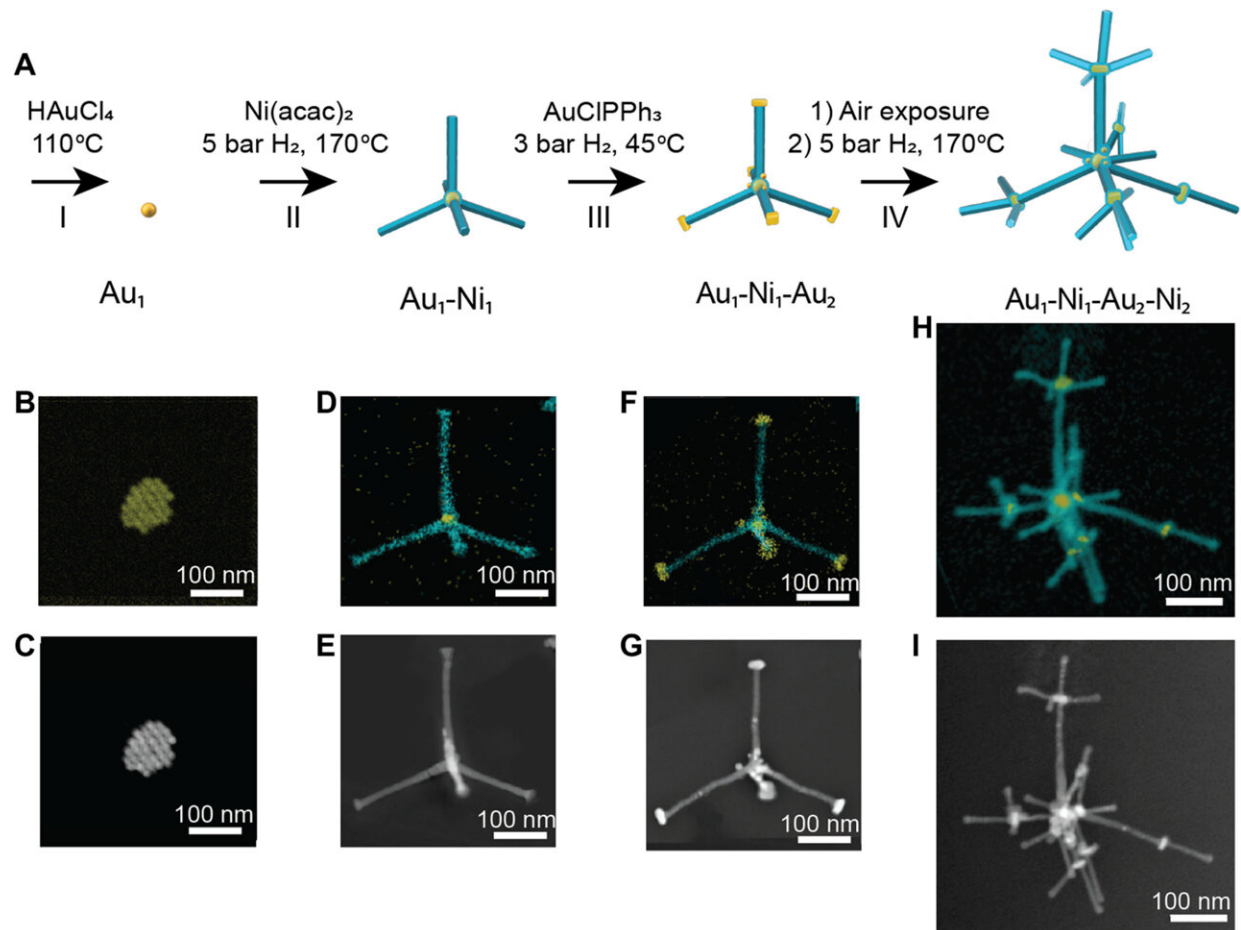 A
HAuCl₄
110°C
I
Ni(acac)₂
5 bar H₂, 170°C
II
AuClPPh₃
3 bar H₂, 45°C
III
1) Air exposure
2) 5 bar H₂, 170°C
IV
Au₁
Au₁-Ni₁
Au₁-Ni₁-Au₂
Au₁-Ni₁-Au₂-Ni₂
B
100 nm
D
100 nm
F
100 nm
H
100 nm
C
100 nm
E
100 nm
G
100 nm
I
100 nm